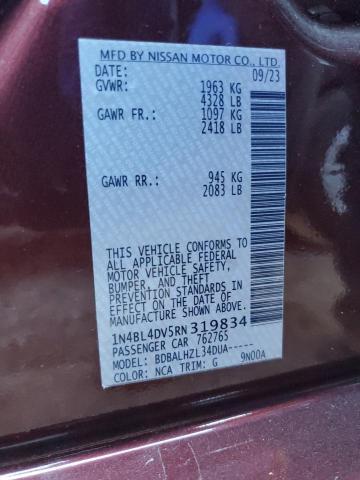 MFD BY NISSAN MOTOR CO., LTD.
DATE: 09/23
GVWR: 1963 KG
4328 LB
GAWR FR.: 1097 KG
2418 LB
GAWR RR.: 945 KG
2083 LB
THIS VEHICLE CONFORMS TO
ALL APPLICABLE FEDERAL
MOTOR VEHICLE SAFETY,
BUMPER, AND THEFT
PREVENTION STANDARDS IN
EFFECT ON THE DATE OF
MANUFACTURE SHOWN ABOVE.
1N4BL4DV5RN319834
PASSENGER CAR 762765
MODEL: BDBALHZL34DUA-----
COLOR: NCA TRIM: G 9N00A